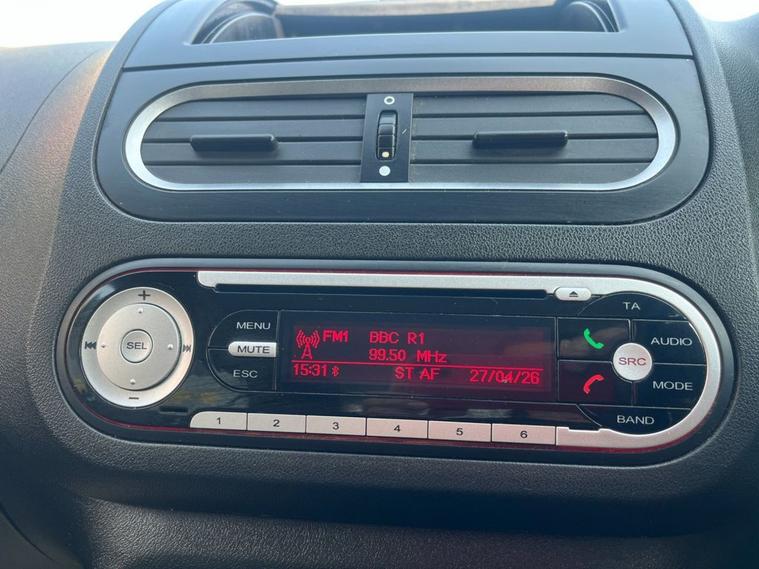 TA
MENU
MUTE
ESC
SEL
FM1 BBC R1
99.50 MHz
15:31 ST AF 27/04/26
AUDIO
SRC
MODE
BAND
1 2 3 4 5 6